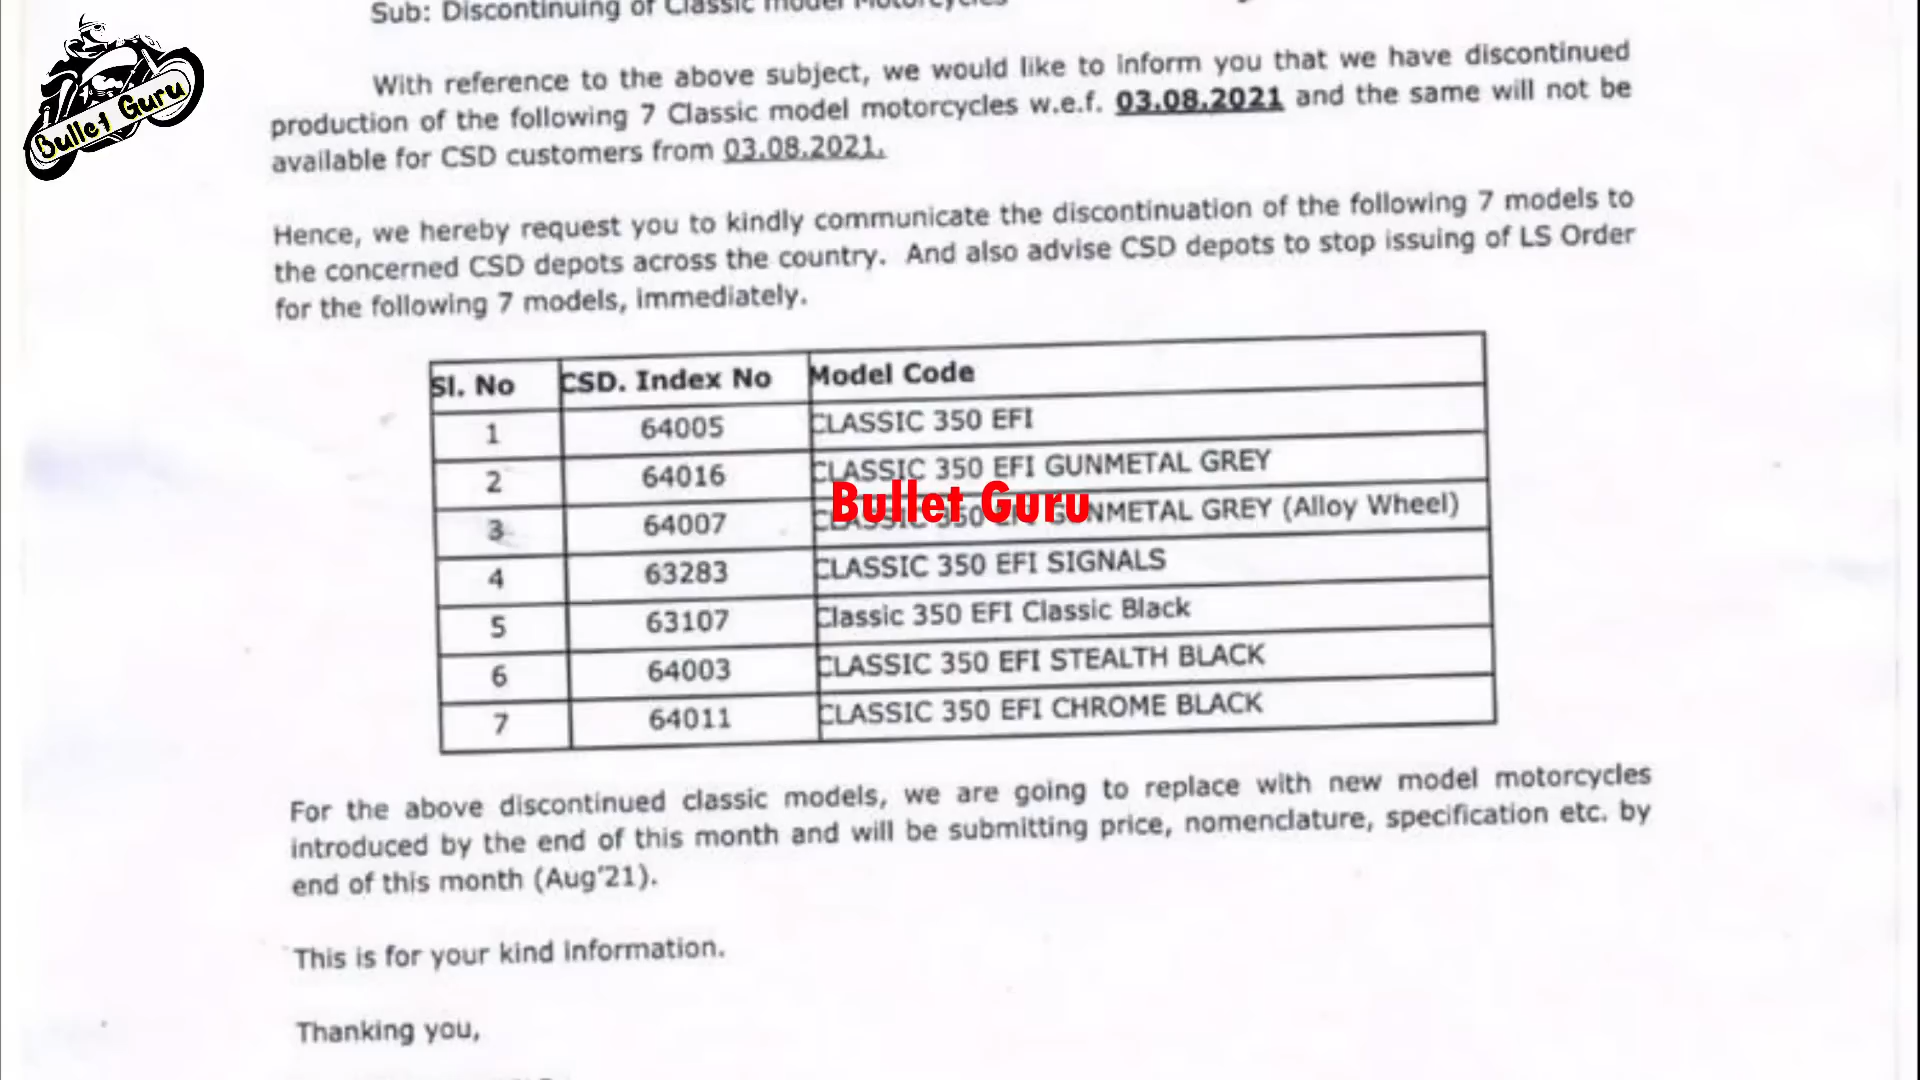 Sub: Discontinuing of Classic model Motorcycles
Bullet Guru
With reference to the above subject, we would like to inform you that we have discontinued
production of the following 7 Classic model motorcycles w.e.f. 03.08.2021 and the same will not be
available for CSD customers from 03.08.2021.
Hence, we hereby request you to kindly communicate the discontinuation of the following 7 models to
the concerned CSD depots across the country. And also advise CSD depots to stop issuing of LS Order
for the following 7 models, immediately.
Sl. No CSD. Index No Model Code
1 64005 CLASSIC 350 EFI
2 64016 CLASSIC 350 EFI GUNMETAL GREY
Bullet Guru
3 64007 CLASSIC 350 EFI GUNMETAL GREY (Alloy Wheel)
4 63283 CLASSIC 350 EFI SIGNALS
5 63107 Classic 350 EFI Classic Black
6 64003 CLASSIC 350 EFI STEALTH BLACK
7 64011 CLASSIC 350 EFI CHROME BLACK
For the above discontinued classic models, we are going to replace with new model motorcycles
introduced by the end of this month and will be submitting price, nomenclature, specification etc. by
end of this month (Aug'21).
This is for your kind information.
Thanking you,